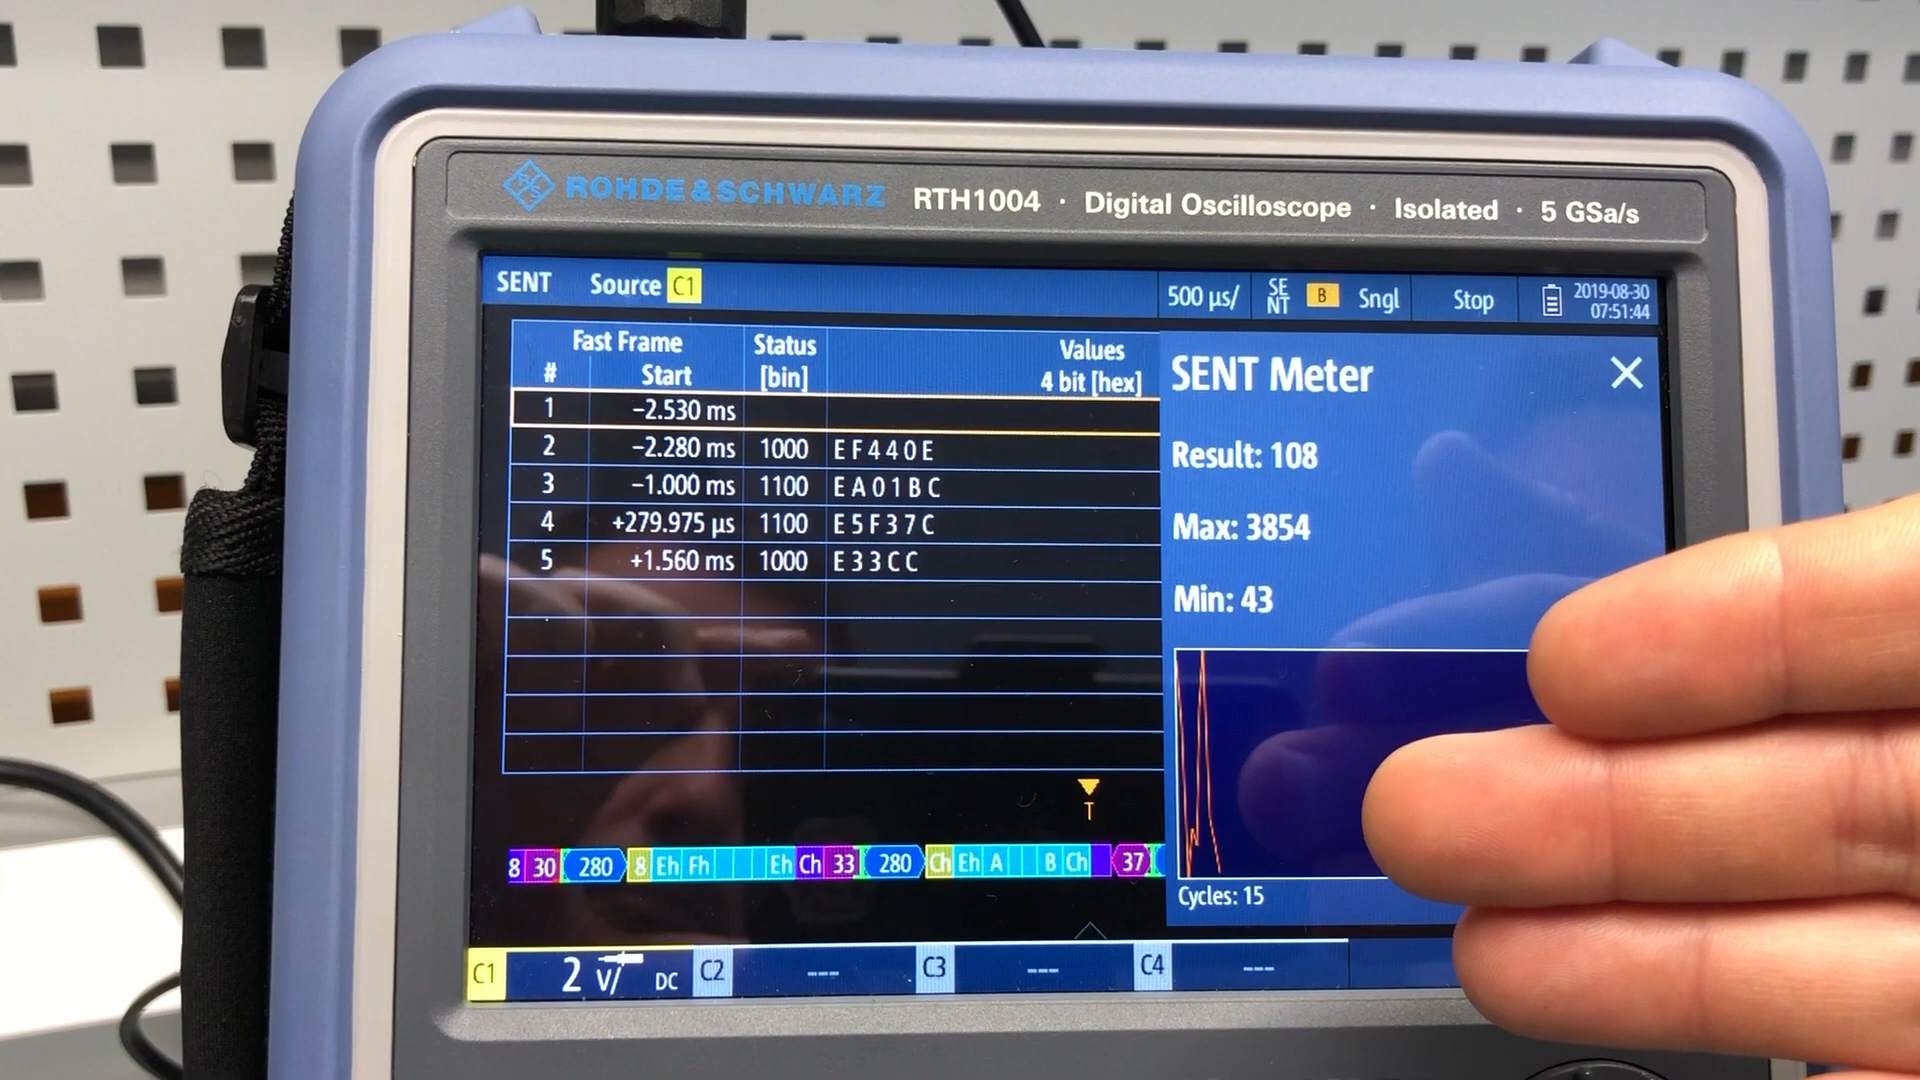 ROHDE & SCHWARZ RTH1004 · Digital Oscilloscope · Isolated · 5 GSa/s
SENT Source C1 500 µs/ SENT B Sngl Stop 2019-08-30 07:51:44
Fast Frame Status Values
# Start [bin] 4 bit [hex]
1 −2.530 ms
2 −2.280 ms 1000 E F 4 4 0 E
3 −1.000 ms 1100 E A 0 1 B C
4 +279.975 µs 1100 E 5 F 3 7 C
5 +1.560 ms 1000 E 3 3 C C
SENT Meter
Result: 108
Max: 3854
Min: 43
Cycles: 15
T
8 30 280 8 Eh Fh Eh Ch 33 280 Ch Eh A B Ch 37
C1 2 V/ DC C2 --- C3 --- C4 ---